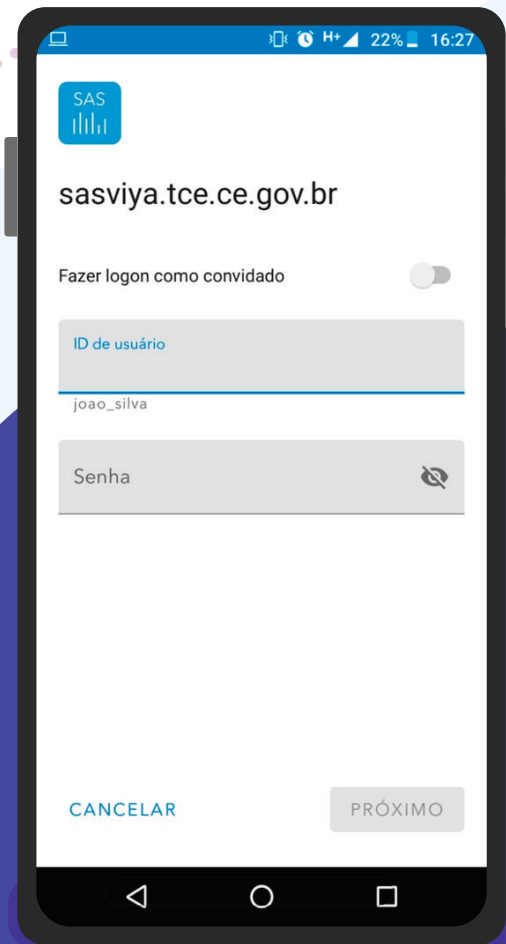 H+ 22% 16:27
SAS
sasviya.tce.ce.gov.br
Fazer logon como convidado
ID de usuário
joao_silva
Senha
CANCELAR PRÓXIMO